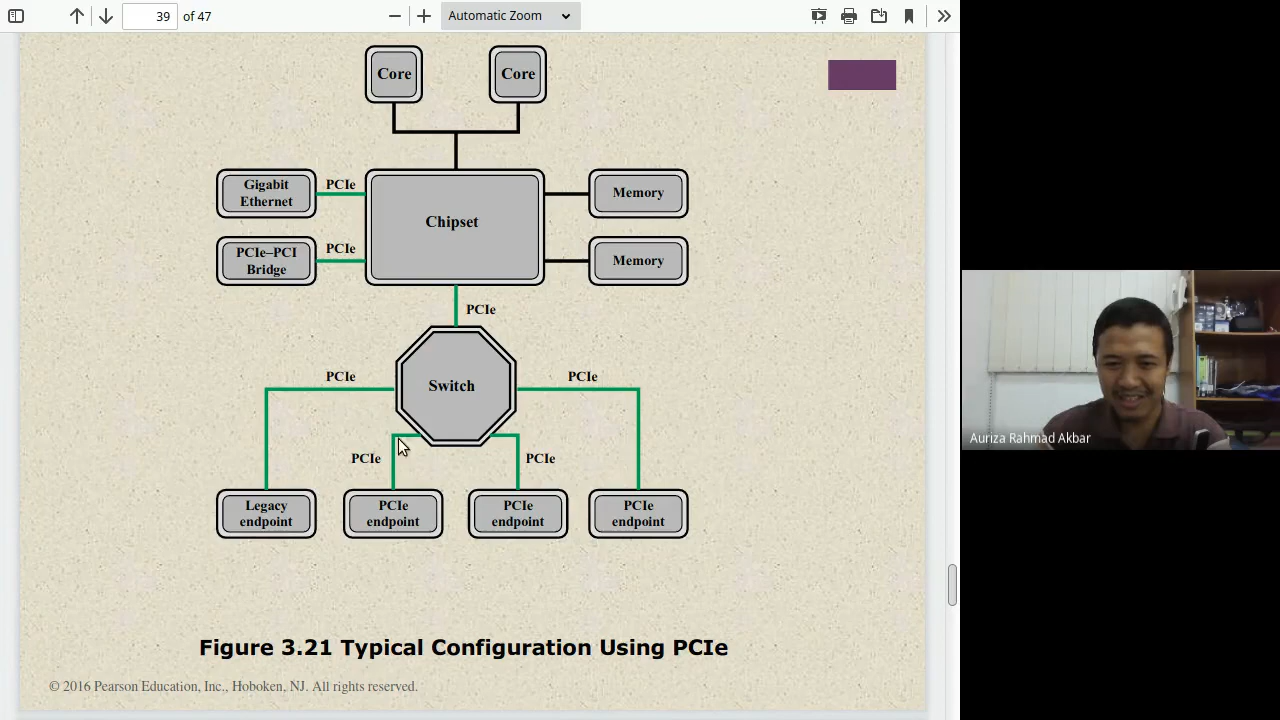 39 of 47
Automatic Zoom
Core
Core
Gigabit
Ethernet
PCIe
Chipset
Memory
PCIe–PCI
Bridge
PCIe
Memory
PCIe
PCIe
Switch
PCIe
PCIe
PCIe
Legacy
endpoint
PCIe
endpoint
PCIe
endpoint
PCIe
endpoint
Figure 3.21 Typical Configuration Using PCIe
© 2016 Pearson Education, Inc., Hoboken, NJ. All rights reserved.
Auriza Rahmad Akbar